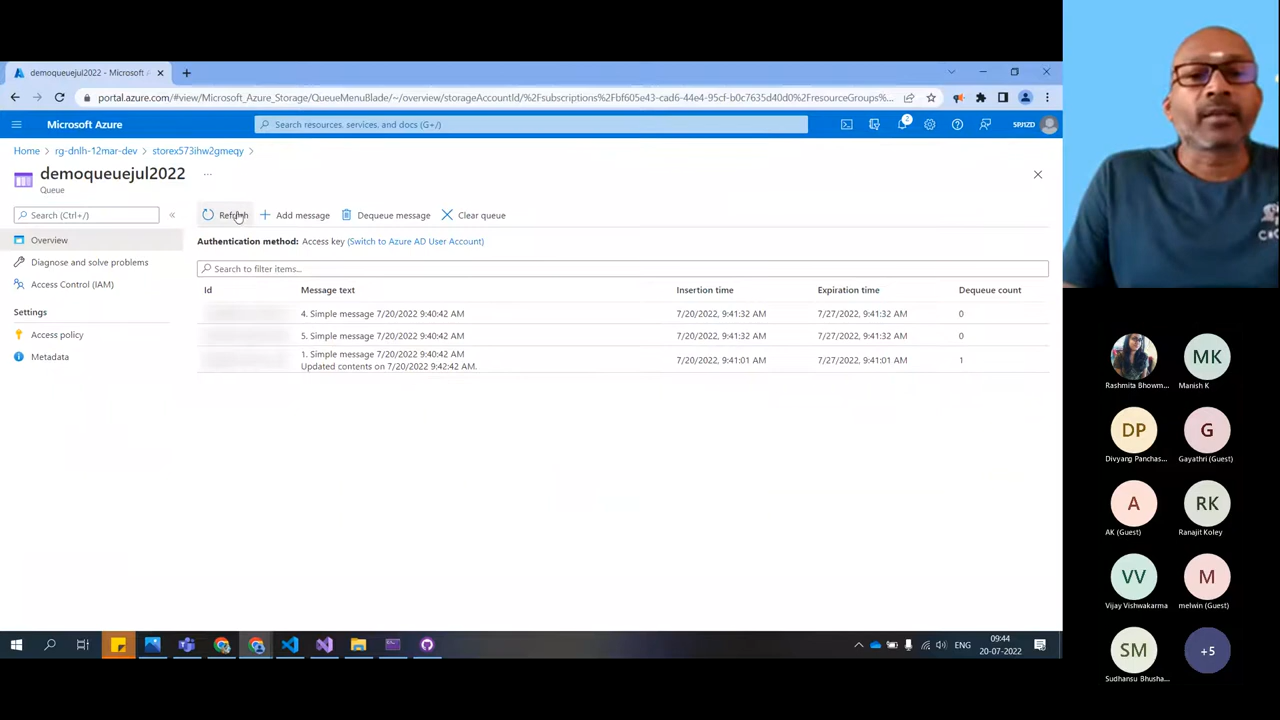 demoqueuejul2022 - Microsoft A
portal.azure.com/#view/Microsoft_Azure_Storage/QueueMenuBlade/~/overview/storageAccountId/%2Fsubscriptions%2Fbf605e43-cad6-44e4-95cf-b0c7635d40d0%2FresourceGroups%...
Microsoft Azure
Search resources, services, and docs (G+/)
2
SPJ1ZD
Home > rg-dnlh-12mar-dev > storex573ihw2gmeqy >
demoqueuejul2022 ...
Queue
Search (Ctrl+/)
Refresh
Add message
Dequeue message
Clear queue
Overview
Diagnose and solve problems
Access Control (IAM)
Settings
Access policy
Metadata
Authentication method: Access key (Switch to Azure AD User Account)
Search to filter items...
Id Message text Insertion time Expiration time Dequeue count
4. Simple message 7/20/2022 9:40:42 AM 7/20/2022, 9:41:32 AM 7/27/2022, 9:41:32 AM 0
5. Simple message 7/20/2022 9:40:42 AM 7/20/2022, 9:41:32 AM 7/27/2022, 9:41:32 AM 0
1. Simple message 7/20/2022 9:40:42 AM
Updated contents on 7/20/2022 9:42:42 AM. 7/20/2022, 9:41:01 AM 7/27/2022, 9:41:01 AM 1
ENG
09:44
20-07-2022
Rashmita Bhowm...
MK
Manish K
DP
Divyang Panchas...
G
Gayathri (Guest)
A
AK (Guest)
RK
Ranajit Koley
VV
Vijay Vishwakarma
M
melwin (Guest)
SM
Sudhansu Bhusha...
+5